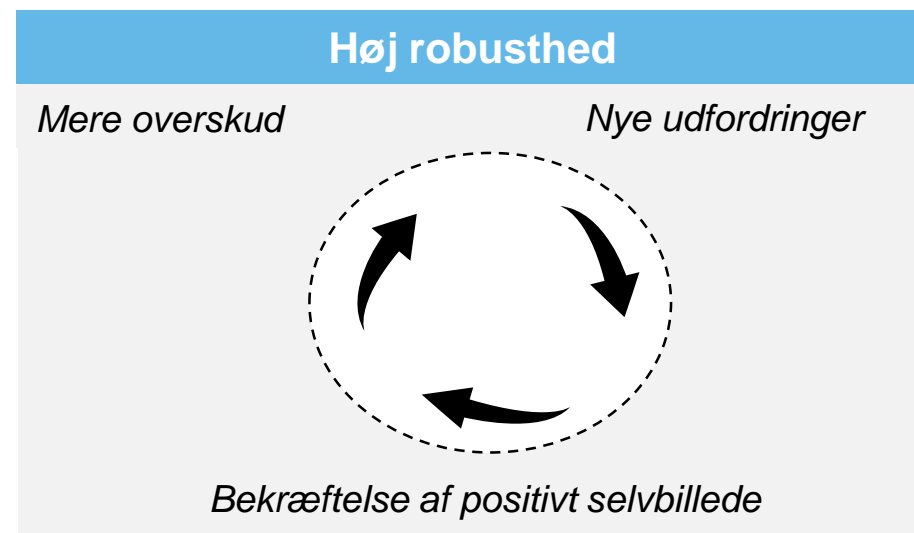 Høj robusthed
Mere overskud
Nye udfordringer
Bekræftelse af positivt selvbillede